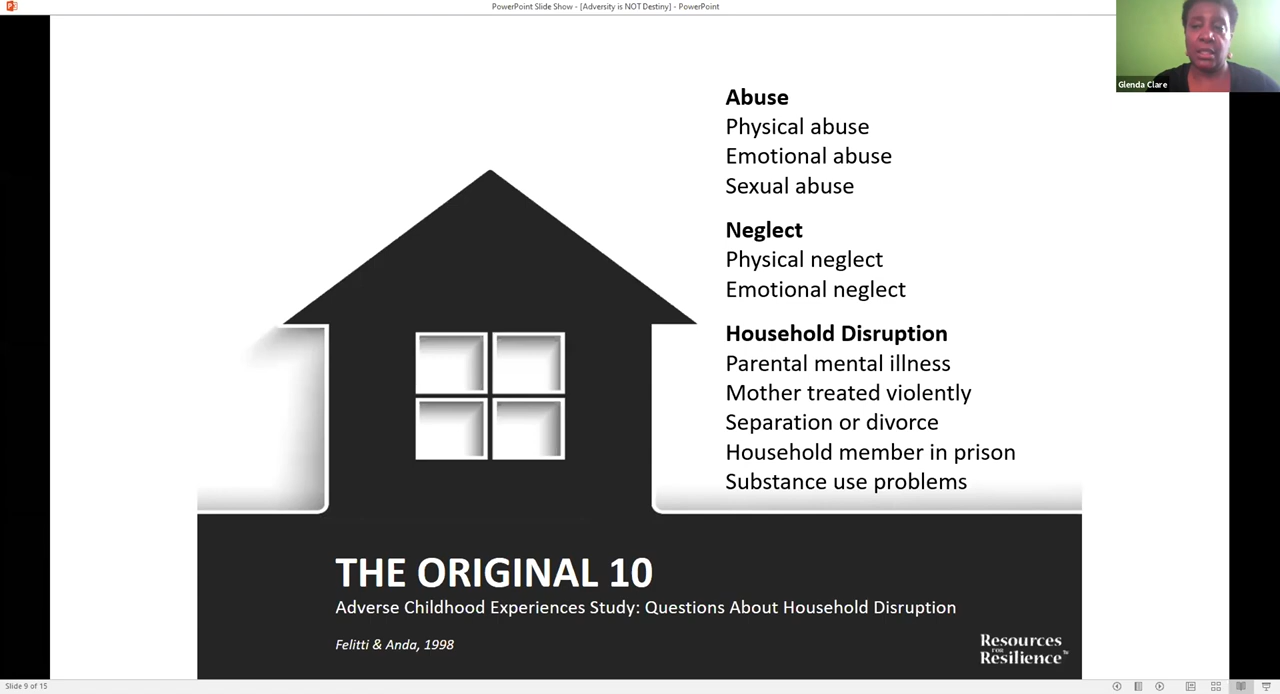 PowerPoint Slide Show - [Adversity is NOT Destiny] - PowerPoint
Glenda Clare
Abuse
Physical abuse
Emotional abuse
Sexual abuse
Neglect
Physical neglect
Emotional neglect
Household Disruption
Parental mental illness
Mother treated violently
Separation or divorce
Household member in prison
Substance use problems
THE ORIGINAL 10
Adverse Childhood Experiences Study: Questions About Household Disruption
Felitti & Anda, 1998
Resources
FOR
Resilience™
Slide 9 of 15